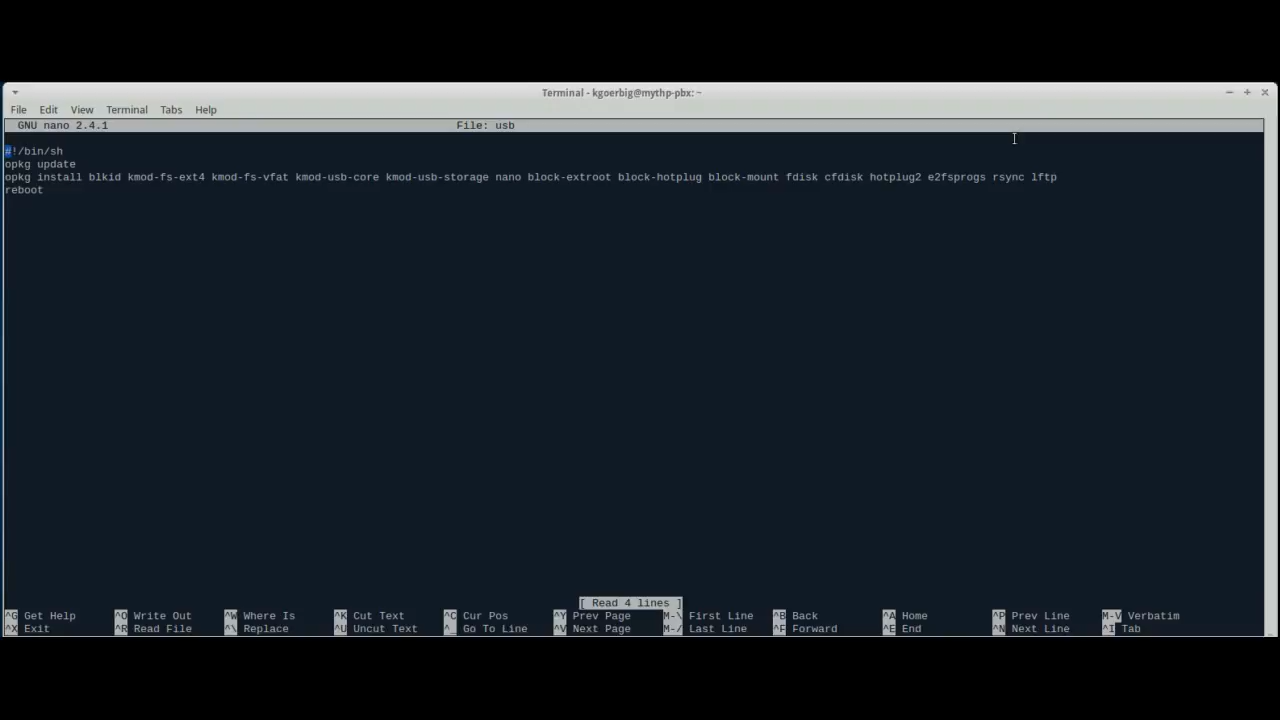 Terminal - kgoerbig@mythp-pbx: ~
File Edit View Terminal Tabs Help
GNU nano 2.4.1 File: usb
#!/bin/sh
opkg update
opkg install blkid kmod-fs-ext4 kmod-fs-vfat kmod-usb-core kmod-usb-storage nano block-extroot block-hotplug block-mount fdisk cfdisk hotplug2 e2fsprogs rsync lftp
reboot
[ Read 4 lines ]
^G Get Help ^O Write Out ^W Where Is ^K Cut Text ^C Cur Pos ^Y Prev Page M-\ First Line ^B Back ^A Home ^P Prev Line M-V Verbatim
^X Exit ^R Read File ^\ Replace ^U Uncut Text ^_ Go To Line ^V Next Page M-/ Last Line ^F Forward ^E End ^N Next Line ^I Tab